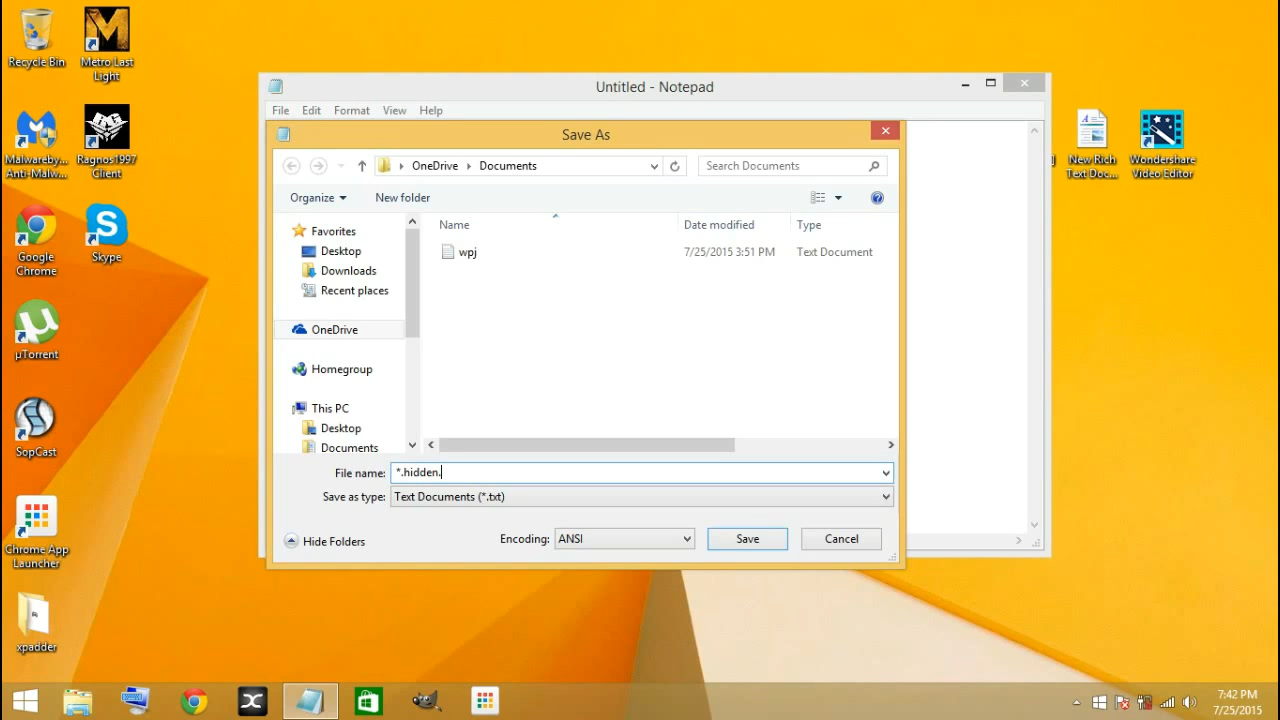 Recycle Bin
Metro Last
Light
Malwareby...
Anti-Malw...
Ragnos1997
Client
Google
Chrome
Skype
µTorrent
SopCast
Chrome App
Launcher
xpadder
Untitled - Notepad
File Edit Format View Help
Save As
OneDrive Documents
Search Documents
Organize New folder
Name Date modified Type
wpj 7/25/2015 3:51 PM Text Document
Favorites
Desktop
Downloads
Recent places
OneDrive
Homegroup
This PC
Desktop
Documents
File name: *.hidden.
Save as type: Text Documents (*.txt)
Hide Folders Encoding: ANSI Save Cancel
New Rich
Text Doc...
Wondershare
Video Editor
7:42 PM
7/25/2015